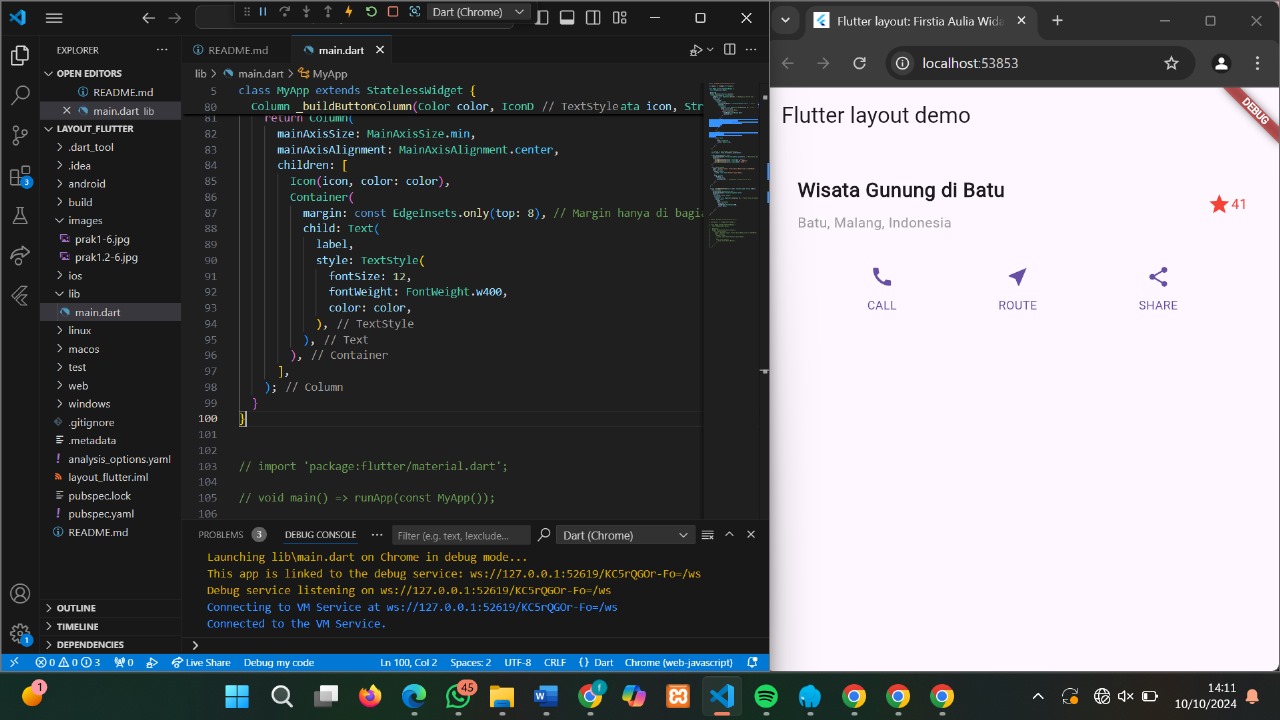 Dart (Chrome)
EXPLORER
OPEN EDITORS
README.md
main.dart lib
LAYOUT_FLUTTER
.dart_tool
.idea
android
build
images
prak1-6.jpg
prak1.2-6.jpg
ios
lib
main.dart
linux
macos
test
web
windows
.gitignore
.metadata
analysis_options.yaml
layout_flutter.iml
pubspec.lock
pubspec.yaml
README.md
OUTLINE
TIMELINE
DEPENDENCIES
3
1
README.md
main.dart
lib > main.dart > MyApp
5 class MyApp extends StatelessWidget {
80 Column _buildButtonColumn(Color color, IconD // TextStyleata icon, Str
81 return Column(
82 mainAxisSize: MainAxisSize.min,
83 mainAxisAlignment: MainAxisAlignment.center,
84 children: [
85 Icon(icon, color: color),
86 Container(
87 margin: const EdgeInsets.only(top: 8), // Margin hanya di bagia
88 child: Text(
89 label,
90 style: TextStyle(
91 fontSize: 12,
92 fontWeight: FontWeight.w400,
93 color: color,
94 ), // TextStyle
95 ), // Text
96 ), // Container
97 ],
98 ); // Column
99 }
100 }
101
102
103 // import 'package:flutter/material.dart';
104
105 // void main() => runApp(const MyApp());
106
PROBLEMS 3 DEBUG CONSOLE
Filter (e.g. text, !exclude...
Dart (Chrome)
Launching lib\main.dart on Chrome in debug mode...
This app is linked to the debug service: ws://127.0.0.1:52619/KC5rQGOr-Fo=/ws
Debug service listening on ws://127.0.0.1:52619/KC5rQGOr-Fo=/ws
Connecting to VM Service at ws://127.0.0.1:52619/KC5rQGOr-Fo=/ws
Connected to the VM Service.
0 0 3 0 Live Share Debug my code Ln 100, Col 2 Spaces: 2 UTF-8 CRLF {} Dart Chrome (web-javascript)
Flutter layout: Firstia Aulia Wida
localhost:53853
Flutter layout demo
DEBUG
Wisata Gunung di Batu
Batu, Malang, Indonesia
41
CALL
ROUTE
SHARE
1
45
14:11
10/10/2024